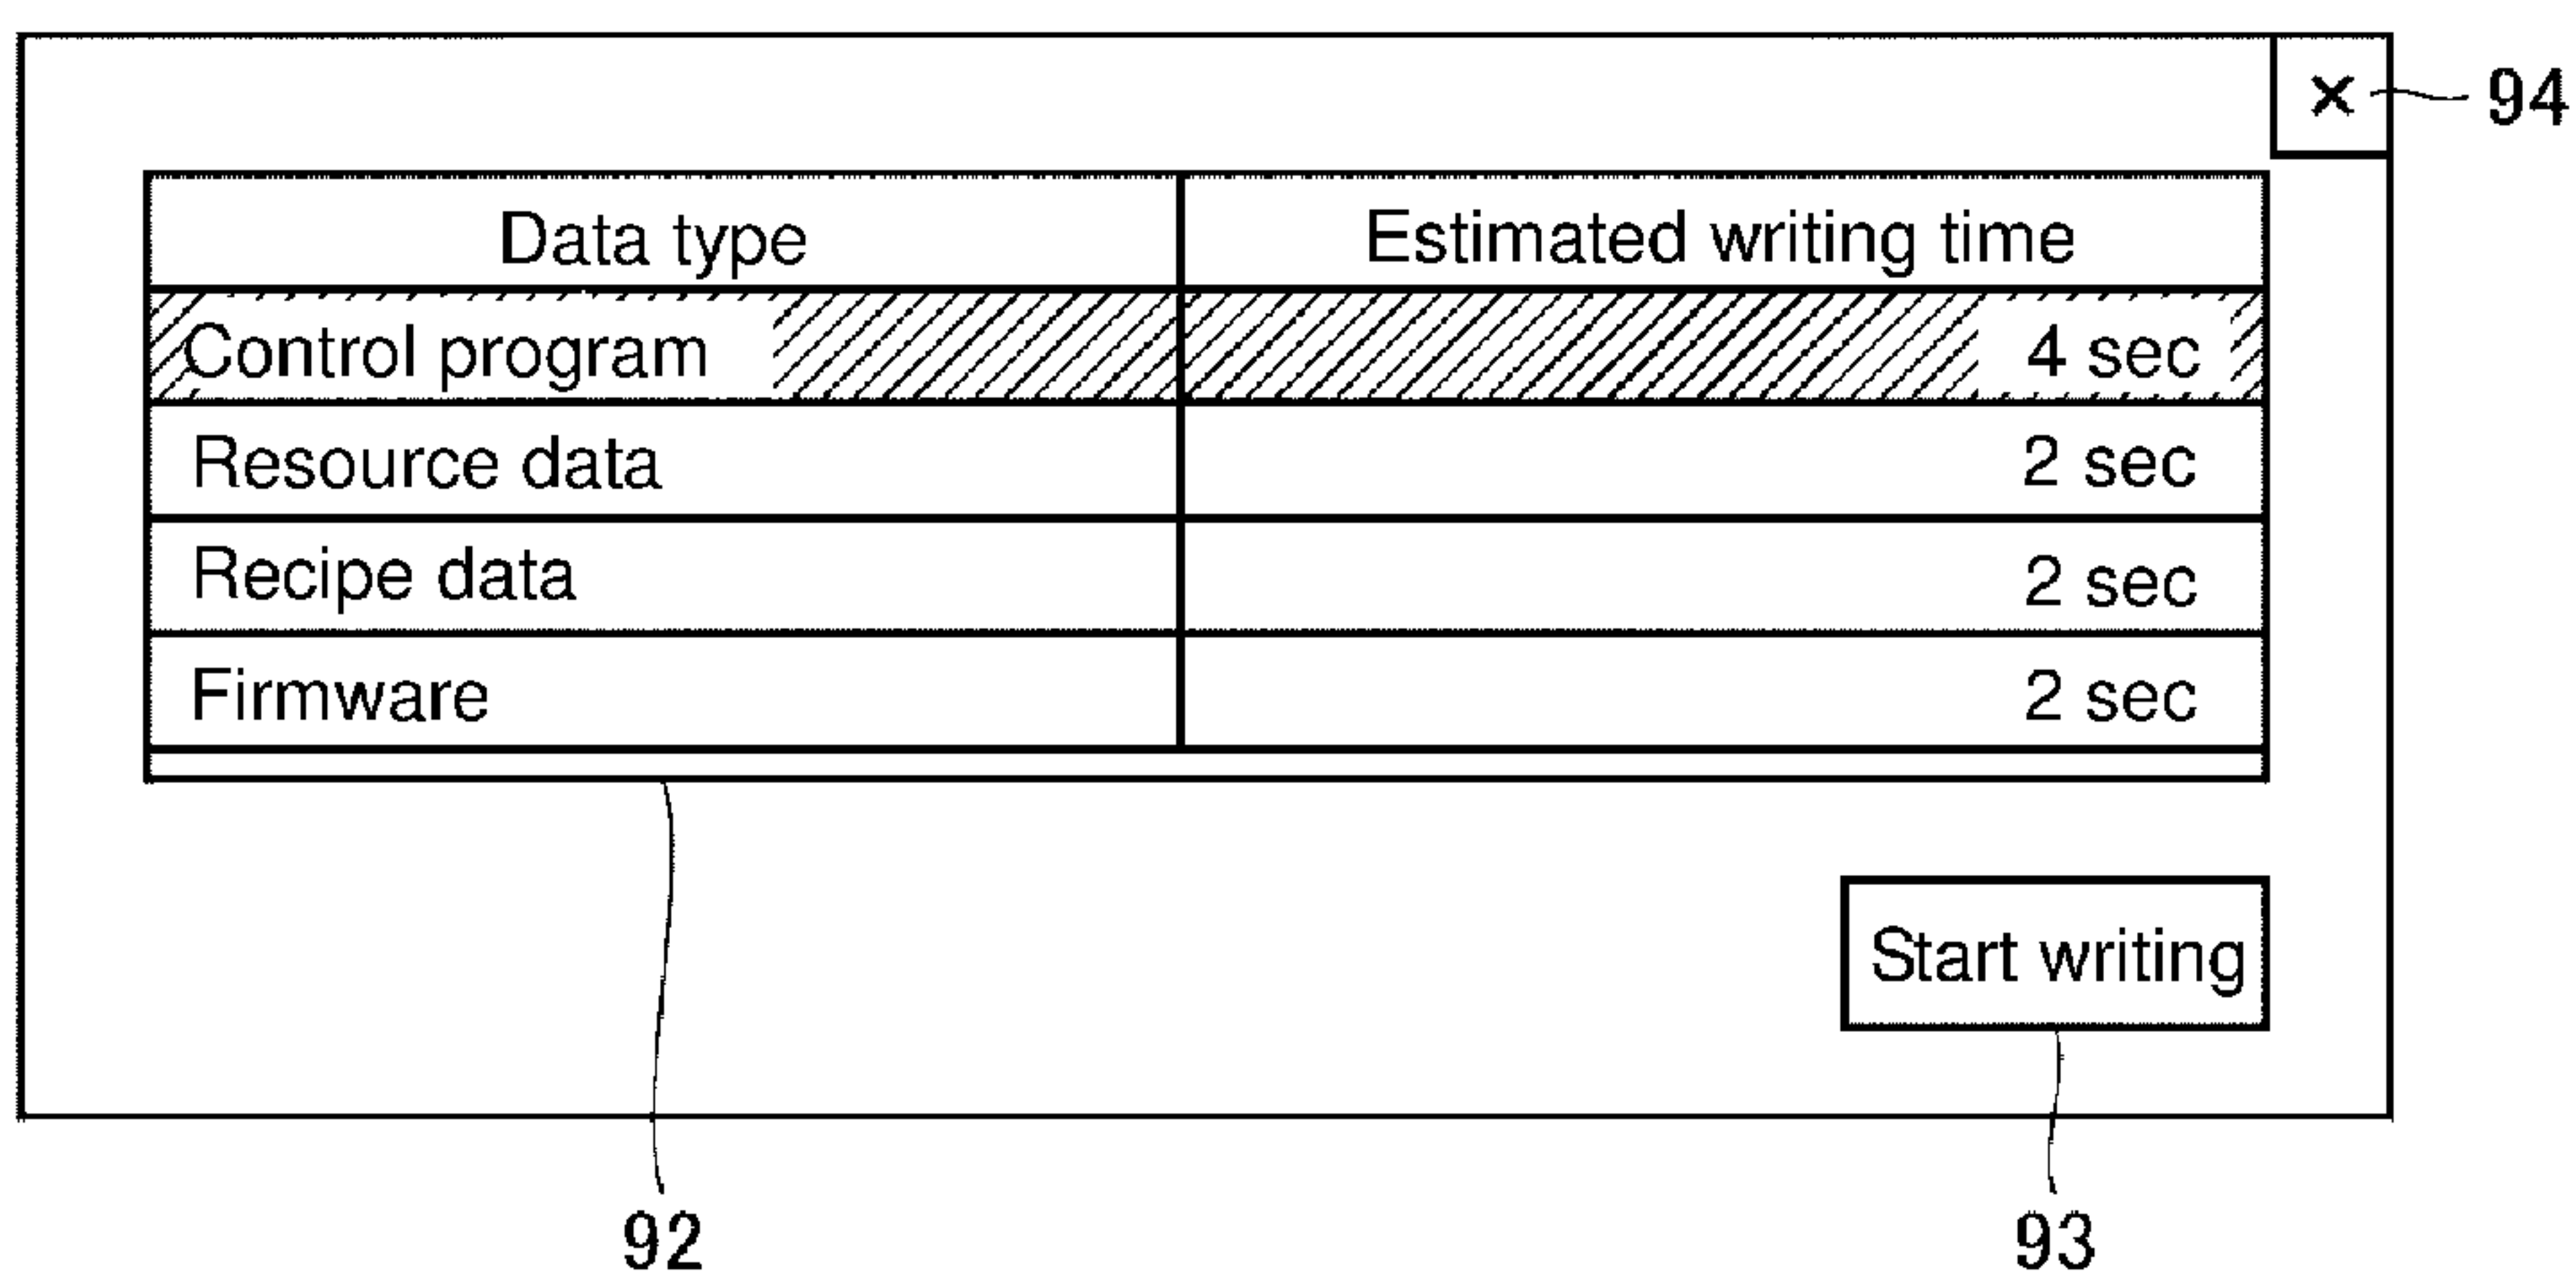 × 94
Data type Estimated writing time
Control program 4 sec
Resource data 2 sec
Recipe data 2 sec
Firmware 2 sec
Start writing
92 93